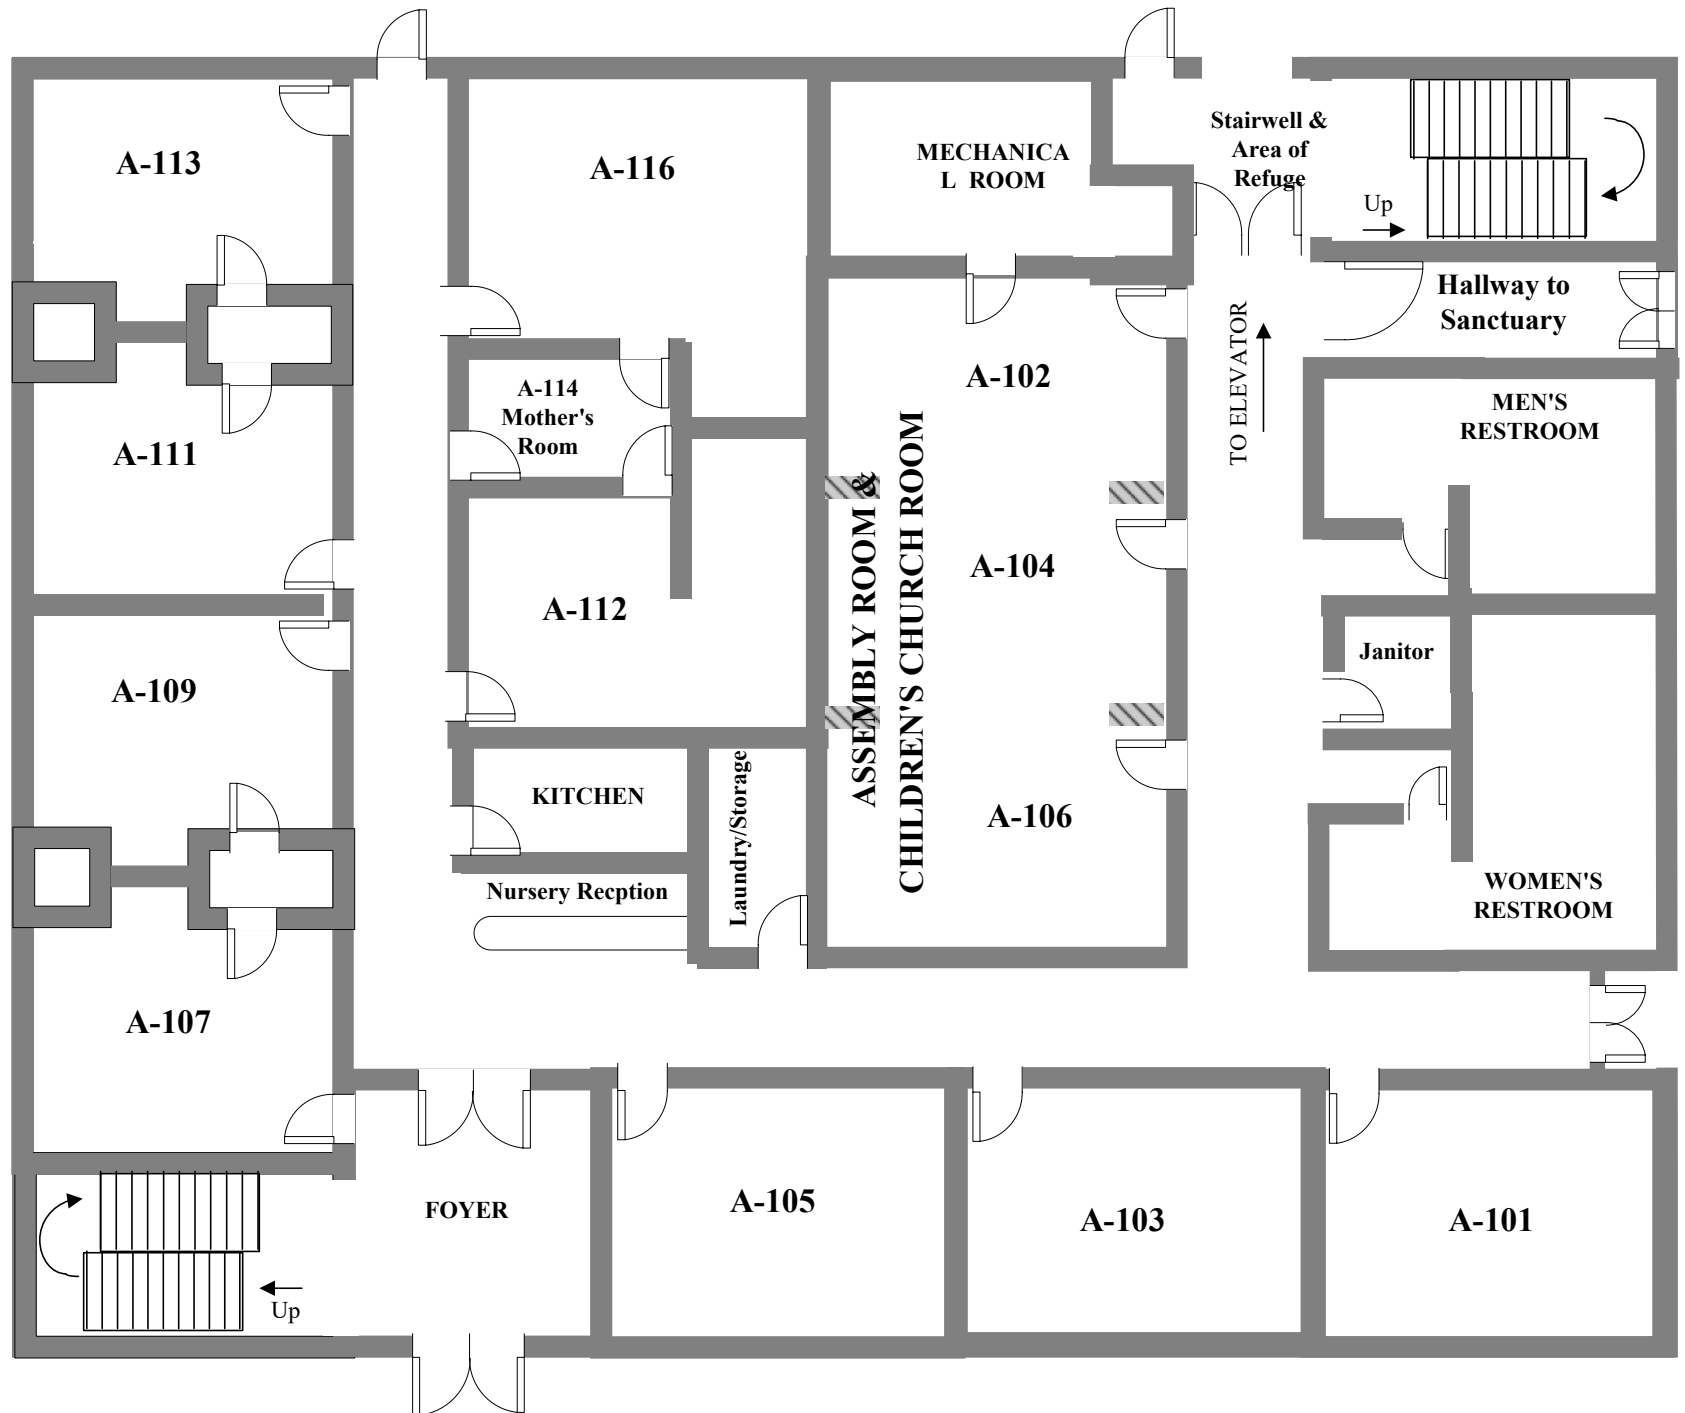 A-113
A-116
MECHANICA
L ROOM
Stairwell &
Area of
Refuge
Up
Hallway to
Sanctuary
TO ELEVATOR
A-102
A-114
Mother's
Room
MEN'S
RESTROOM
A-111
ASSEMBLY ROOM &
CHILDREN'S CHURCH ROOM
A-104
A-112
Janitor
A-109
KITCHEN
Laundry/Storage
A-106
Nursery Recption
WOMEN'S
RESTROOM
A-107
FOYER
A-105
A-103
A-101
Up